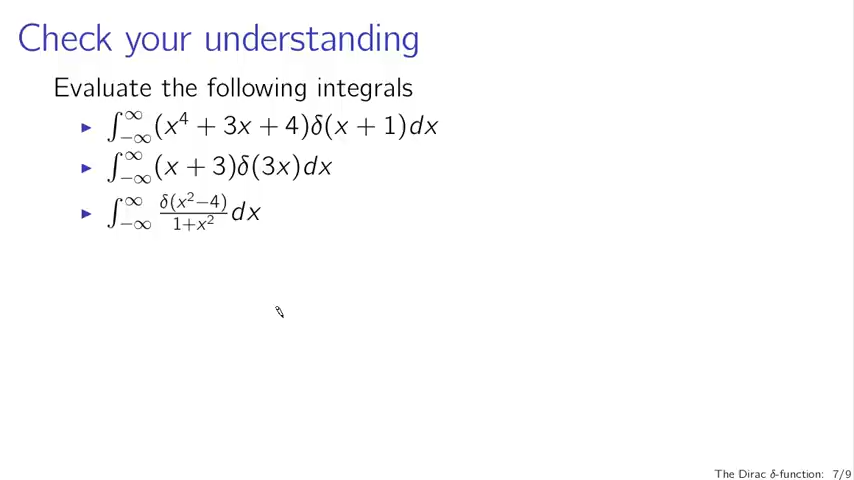 Check your understanding
Evaluate the following integrals
▶ ∫_{−∞}^{∞} (x⁴ + 3x + 4)δ(x + 1)dx
▶ ∫_{−∞}^{∞} (x + 3)δ(3x)dx
▶ ∫_{−∞}^{∞} \frac{δ(x²−4)}{1+x²} dx
The Dirac δ-function: 7/9